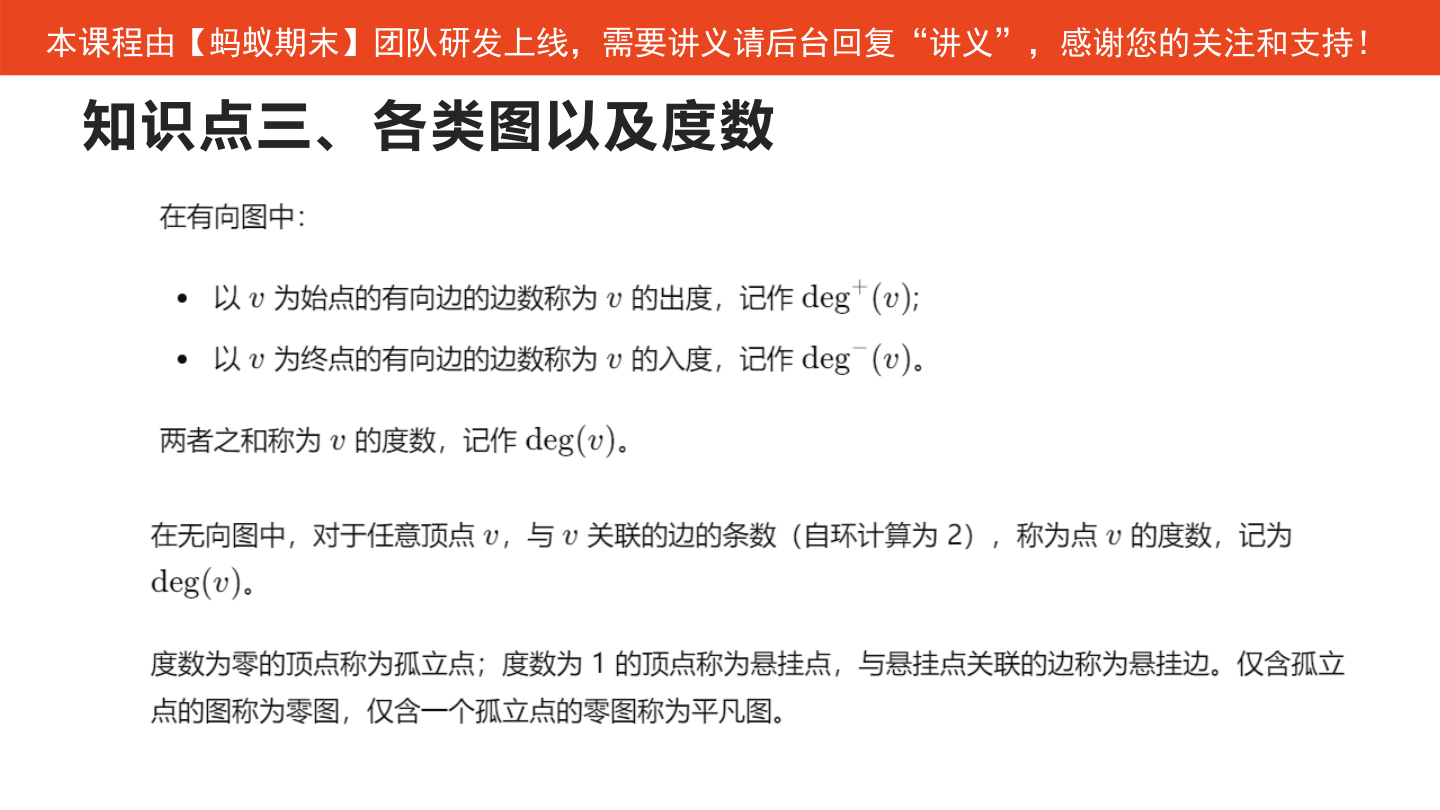 本课程由【蚂蚁期末】团队研发上线，需要讲义请后台回复“讲义”，感谢您的关注和支持！
知识点三、各类图以及度数
在有向图中：
• 以 v 为始点的有向边的边数称为 v 的出度，记作 deg⁺(v)；
• 以 v 为终点的有向边的边数称为 v 的入度，记作 deg⁻(v)。
两者之和称为 v 的度数，记作 deg(v)。
在无向图中，对于任意顶点 v，与 v 关联的边的条数（自环计算为 2），称为点 v 的度数，记为
deg(v)。
度数为零的顶点称为孤立点；度数为 1 的顶点称为悬挂点，与悬挂点关联的边称为悬挂边。仅含孤立
点的图称为零图，仅含一个孤立点的零图称为平凡图。